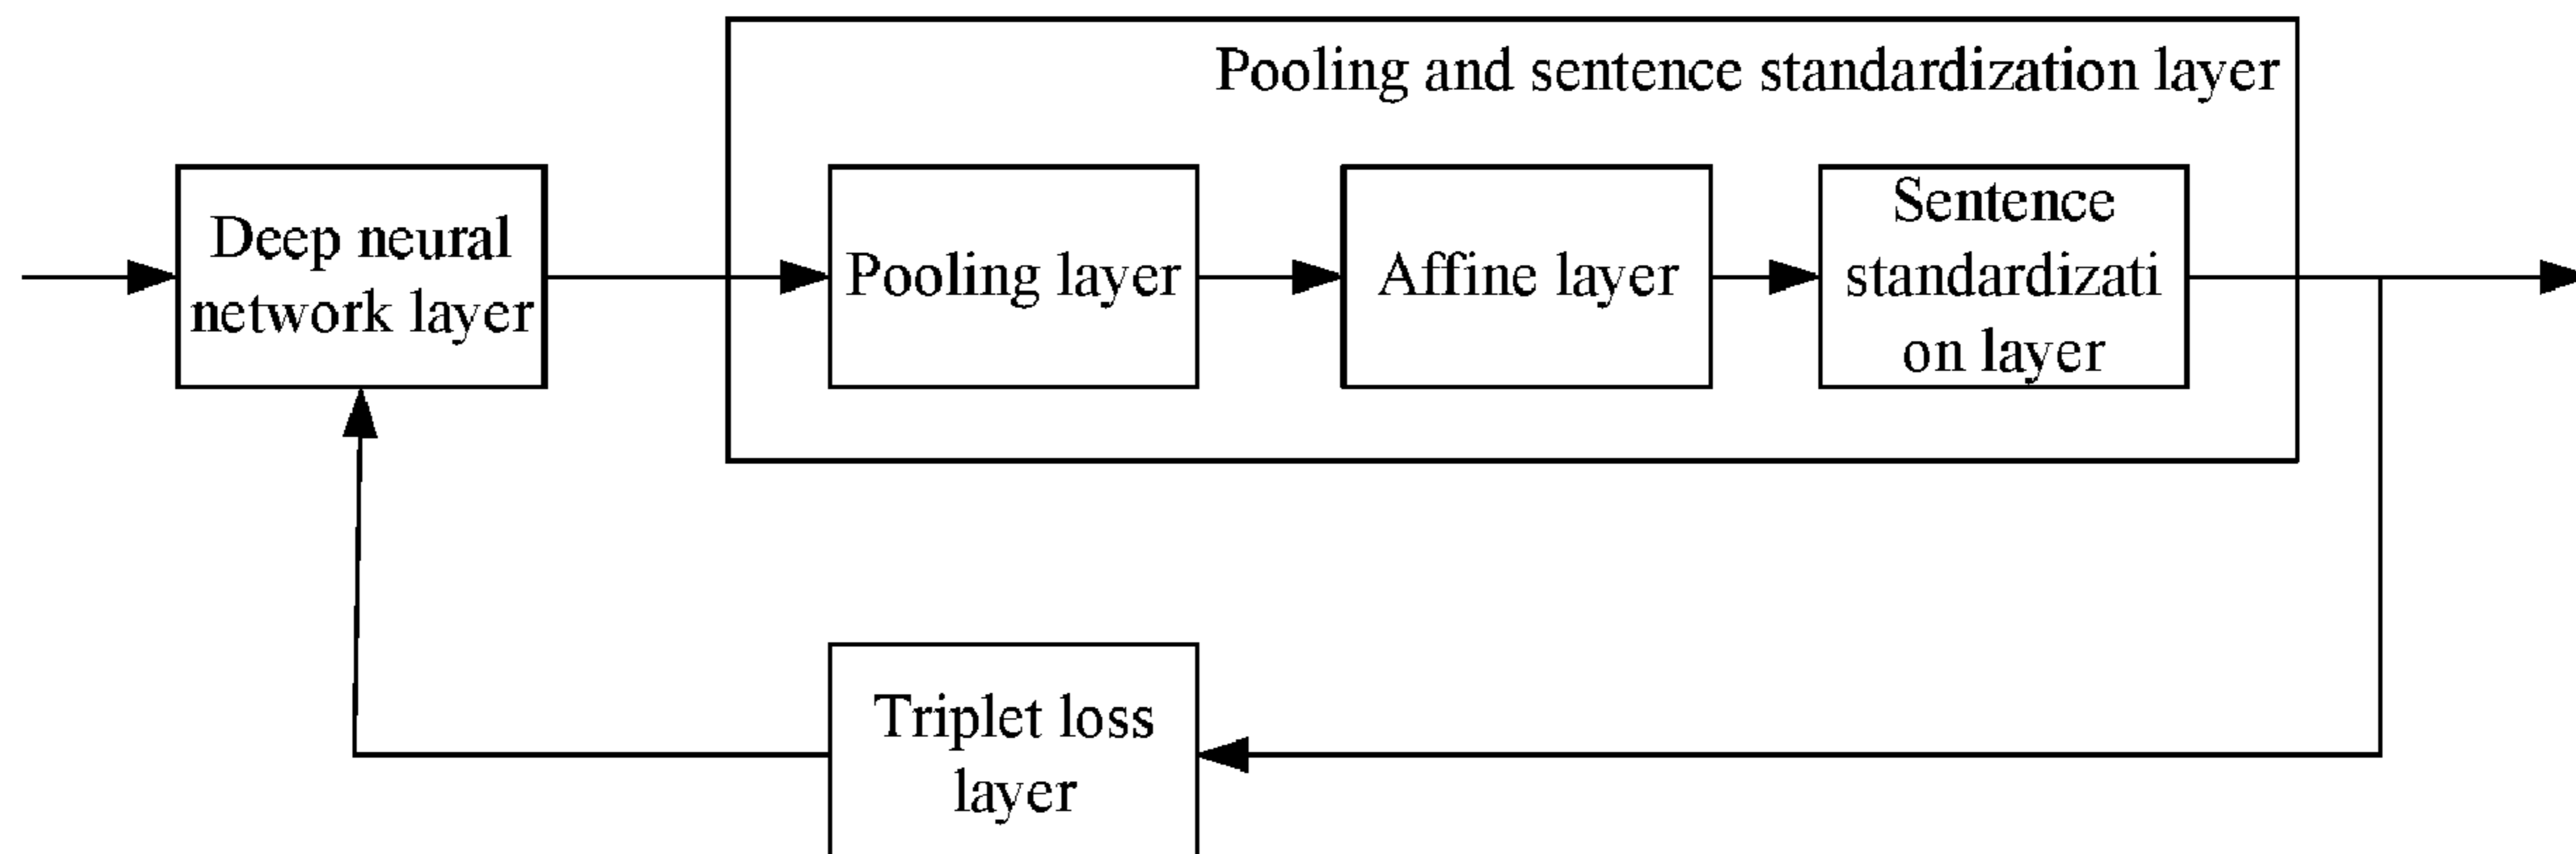 Pooling and sentence standardization layer
Deep neural
network layer
Pooling layer
Affine layer
Sentence
standardizati
on layer
Triplet loss
layer